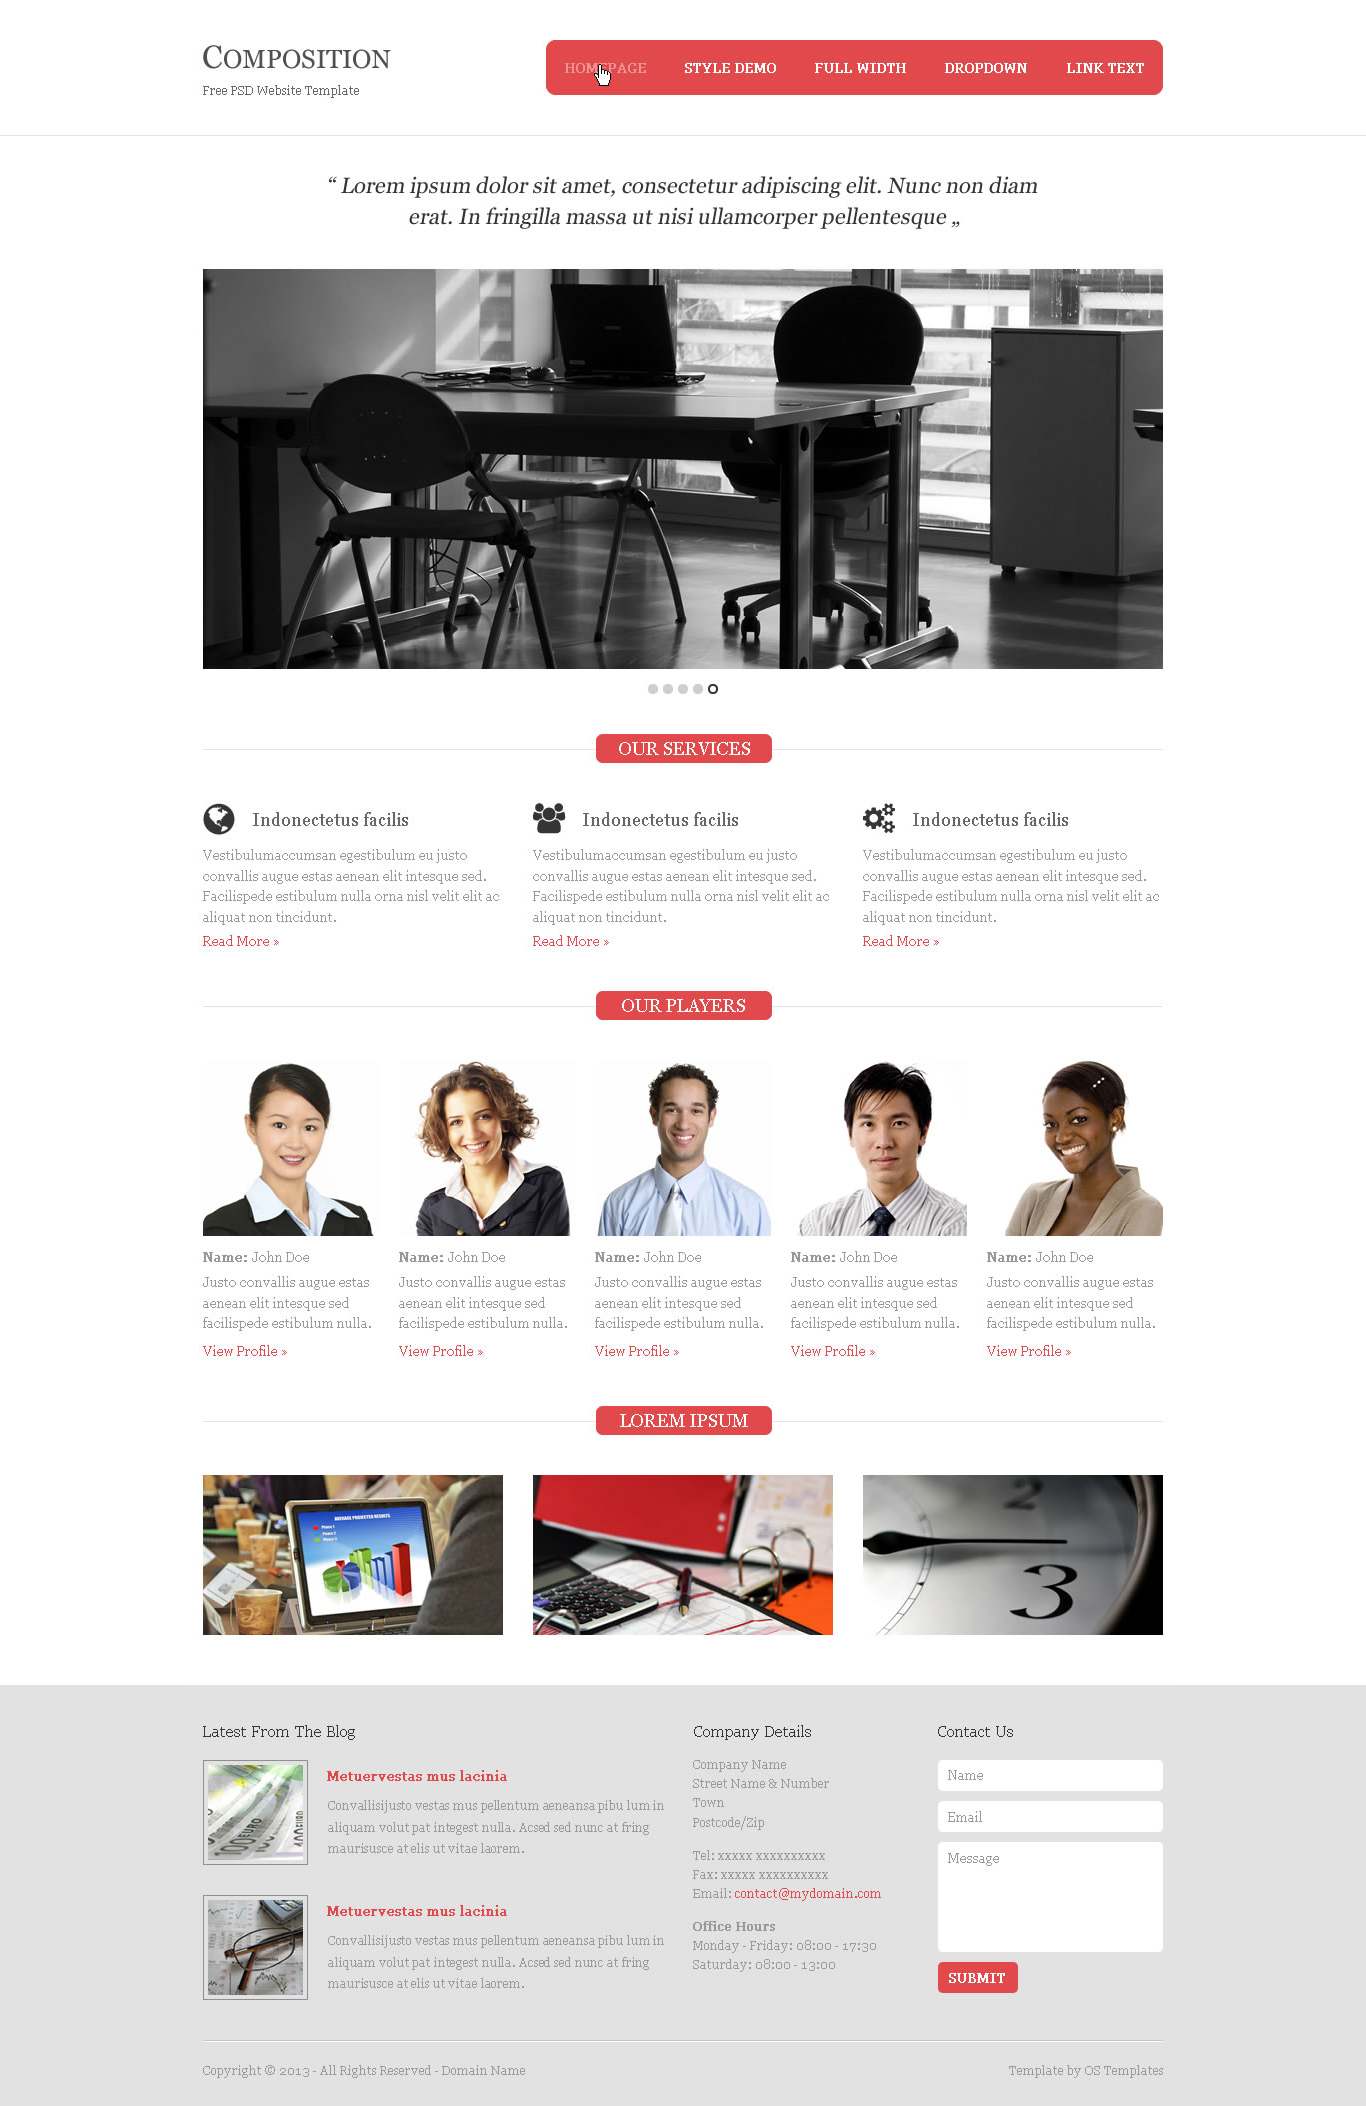 COMPOSITION
Free PSD Website Template
HOMEPAGE STYLE DEMO FULL WIDTH DROPDOWN LINK TEXT
“ Lorem ipsum dolor sit amet, consectetur adipiscing elit. Nunc non diam
erat. In fringilla massa ut nisi ullamcorper pellentesque „
OUR SERVICES
Indonectetus facilis
Vestibulumaccumsan egestibulum eu justo
convallis augue estas aenean elit intesque sed.
Facilispede estibulum nulla orna nisl velit elit ac
aliquat non tincidunt.
Read More »
Indonectetus facilis
Vestibulumaccumsan egestibulum eu justo
convallis augue estas aenean elit intesque sed.
Facilispede estibulum nulla orna nisl velit elit ac
aliquat non tincidunt.
Read More »
Indonectetus facilis
Vestibulumaccumsan egestibulum eu justo
convallis augue estas aenean elit intesque sed.
Facilispede estibulum nulla orna nisl velit elit ac
aliquat non tincidunt.
Read More »
OUR PLAYERS
Name: John Doe
Justo convallis augue estas
aenean elit intesque sed
facilispede estibulum nulla.
View Profile »
Name: John Doe
Justo convallis augue estas
aenean elit intesque sed
facilispede estibulum nulla.
View Profile »
Name: John Doe
Justo convallis augue estas
aenean elit intesque sed
facilispede estibulum nulla.
View Profile »
Name: John Doe
Justo convallis augue estas
aenean elit intesque sed
facilispede estibulum nulla.
View Profile »
Name: John Doe
Justo convallis augue estas
aenean elit intesque sed
facilispede estibulum nulla.
View Profile »
LOREM IPSUM
AVERAGE PROJECTED RESULTS
Phase 1
Phase 2
Phase 3
2
3
Latest From The Blog
Metuervestas mus lacinia
Convallisijusto vestas mus pellentum aeneansa pibu lum in
aliquam volut pat integest nulla. Acsed sed nunc at fring
maurisusce at elis ut vitae laorem.
100 EURO
100
Metuervestas mus lacinia
Convallisijusto vestas mus pellentum aeneansa pibu lum in
aliquam volut pat integest nulla. Acsed sed nunc at fring
maurisusce at elis ut vitae laorem.
Company Details
Company Name
Street Name & Number
Town
Postcode/Zip
Tel: xxxxx xxxxxxxxxx
Fax: xxxxx xxxxxxxxxx
Email: contact@mydomain.com
Office Hours
Monday - Friday: 08:00 - 17:30
Saturday: 08:00 - 13:00
Contact Us
Name
Email
Message
SUBMIT
Copyright © 2013 - All Rights Reserved - Domain Name
Template by OS Templates